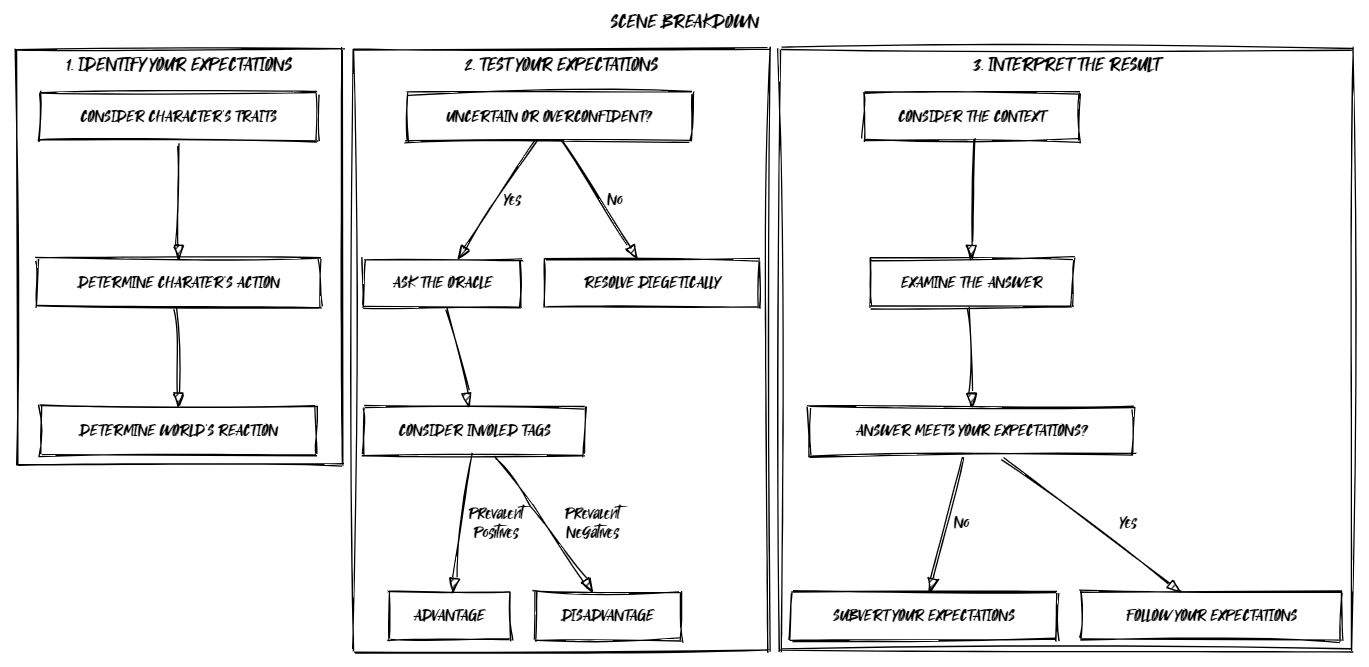 SCENE BREAKDOWN
1. IDENTIFY YOUR EXPECTATIONS
CONSIDER CHARACTER'S TRAITS
DETERMINE CHARATER'S ACTION
DETERMINE WORLD'S REACTION
2. TEST YOUR EXPECTATIONS
UNCERTAIN OR OVERCONFIDENT?
Yes
No
ASK THE ORACLE
RESOLVE DIEGETICALLY
CONSIDER INVOLED TAGS
Prevalent
Positives
Prevalent
Negatives
ADVANTAGE
DISADVANTAGE
3. INTERPRET THE RESULT
CONSIDER THE CONTEXT
EXAMINE THE ANSWER
ANSWER MEETS YOUR EXPECTATIONS?
No
Yes
SUBVERT YOUR EXPECTATIONS
FOLLOW YOUR EXPECTATIONS